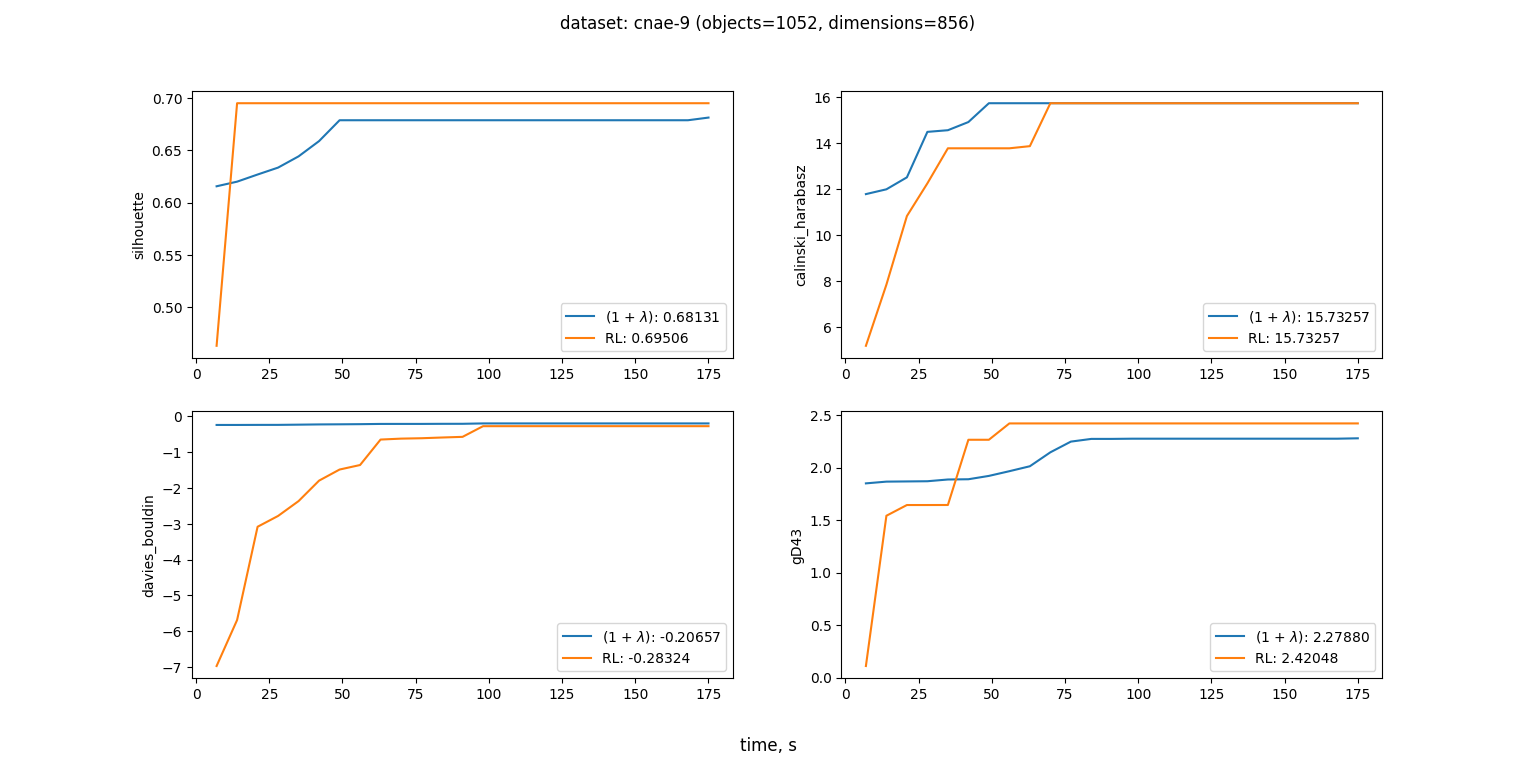 dataset: cnae-9 (objects=1052, dimensions=856)
silhouette
0.70
0.65
0.60
0.55
0.50
0 25 50 75 100 125 150 175
(1 + λ): 0.68131
RL: 0.69506
calinski_harabasz
16
14
12
10
8
6
0 25 50 75 100 125 150 175
(1 + λ): 15.73257
RL: 15.73257
davies_bouldin
0
−1
−2
−3
−4
−5
−6
−7
0 25 50 75 100 125 150 175
(1 + λ): -0.20657
RL: -0.28324
gD43
2.5
2.0
1.5
1.0
0.5
0.0
0 25 50 75 100 125 150 175
(1 + λ): 2.27880
RL: 2.42048
time, s